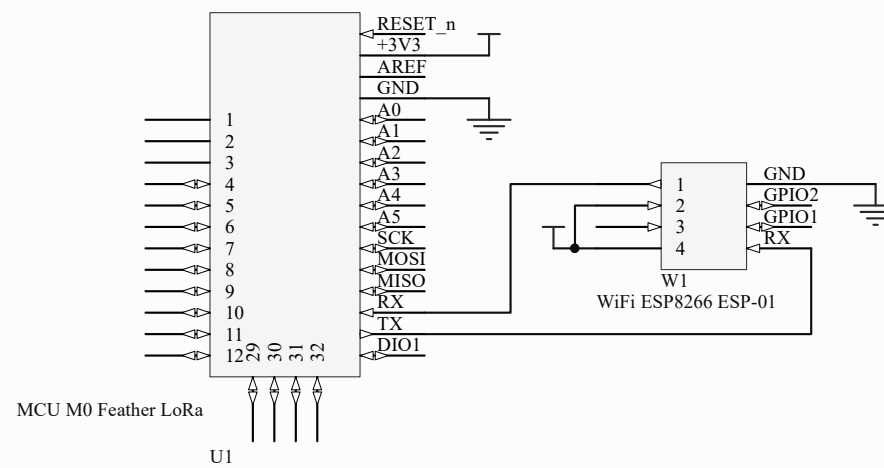 RESET_n
+3V3
AREF
GND
1 A0
2 A1
3 A2
4 A3
5 A4
6 A5
7 SCK
8 MOSI
9 MISO
10 RX
11 TX
12 29 30 31 32 DIO1
MCU M0 Feather LoRa
U1
1 GND
2 GPIO2
3 GPIO1
4 RX
W1
WiFi ESP8266 ESP-01